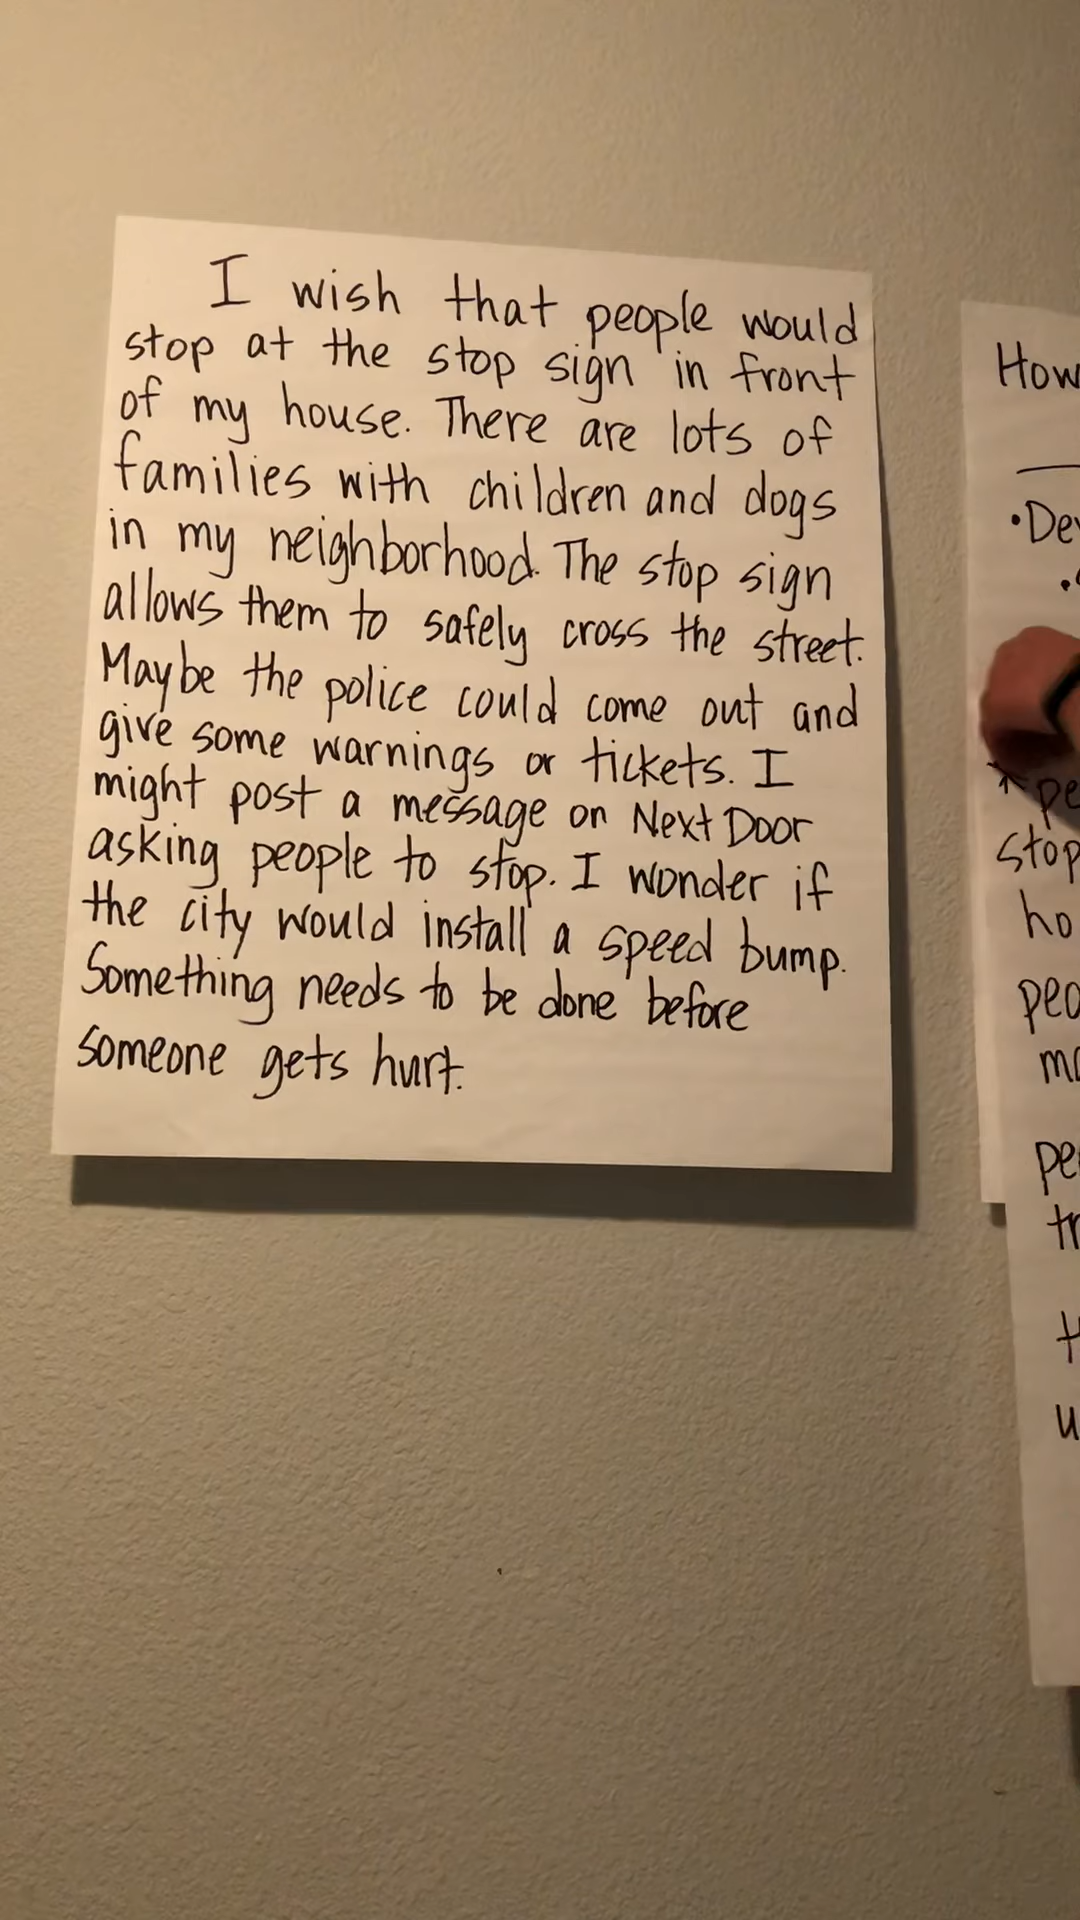 I wish that people would
stop at the stop sign in front
of my house. There are lots of
families with children and dogs
in my neighborhood. The stop sign
allows them to safely cross the street.
Maybe the police could come out and
give some warnings or tickets. I
might post a message on Next Door
asking people to stop. I wonder if
the city would install a speed bump.
Something needs to be done before
someone gets hurt.
How
stop